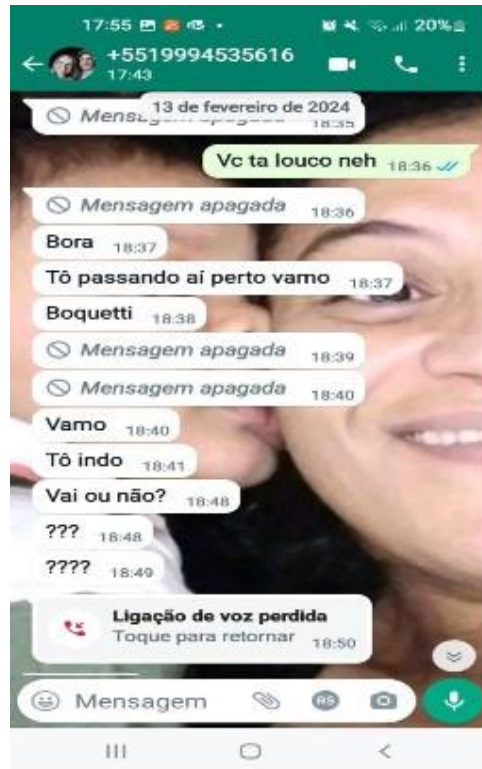 17:55
20%
+5519994535616
17:43
13 de fevereiro de 2024
Mensagem apagada 18:35
Vc ta louco neh 18:36
Mensagem apagada 18:36
Bora 18:37
Tô passando aí perto vamo 18:37
Boquetti 18:38
Mensagem apagada 18:39
Mensagem apagada 18:40
Vamo 18:40
Tô indo 18:41
Vai ou não? 18:48
??? 18:48
???? 18:49
Ligação de voz perdida
Toque para retornar 18:50
Mensagem